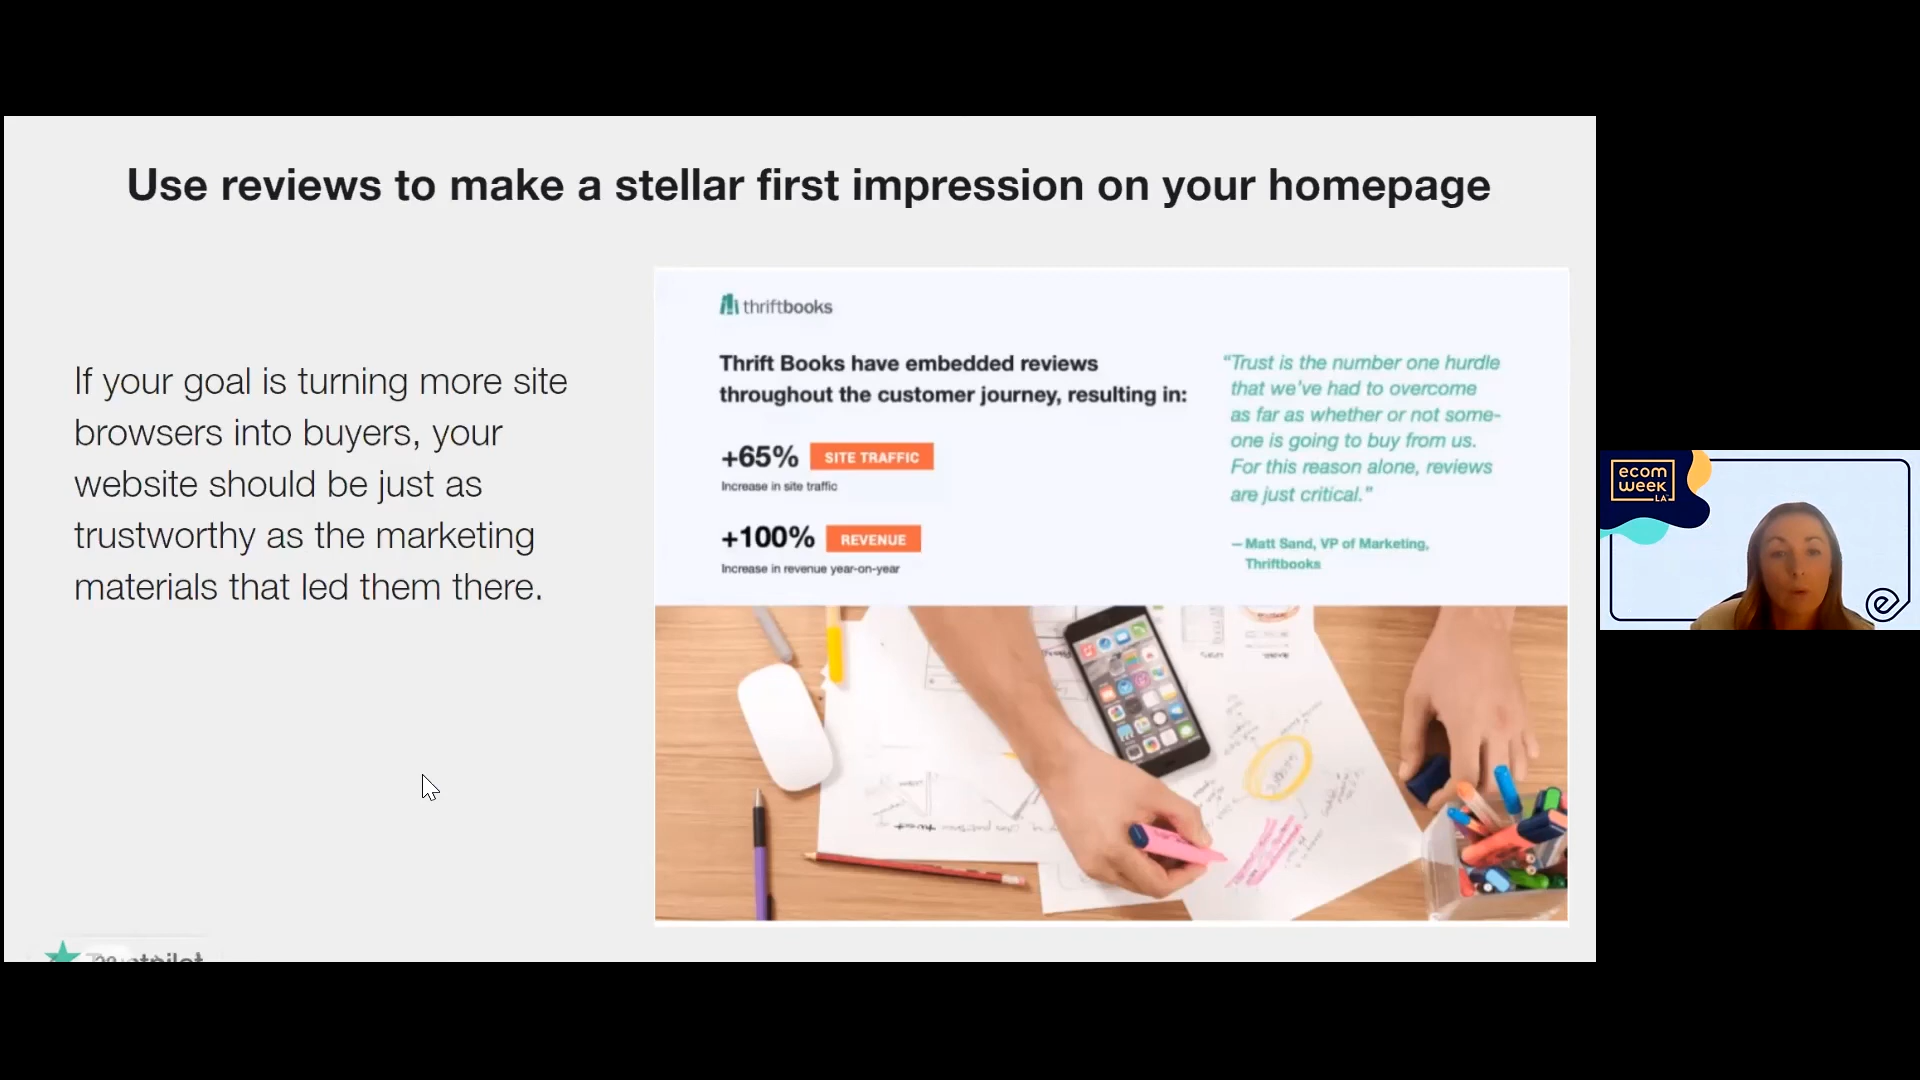 Use reviews to make a stellar first impression on your homepage
If your goal is turning more site
browsers into buyers, your
website should be just as
trustworthy as the marketing
materials that led them there.
thriftbooks
Thrift Books have embedded reviews
throughout the customer journey, resulting in:
+65% SITE TRAFFIC
Increase in site traffic
+100% REVENUE
Increase in revenue year-on-year
“Trust is the number one hurdle
that we've had to overcome
as far as whether or not some-
one is going to buy from us.
For this reason alone, reviews
are just critical.”
— Matt Sand, VP of Marketing,
Thriftbooks
ecom
week
LA